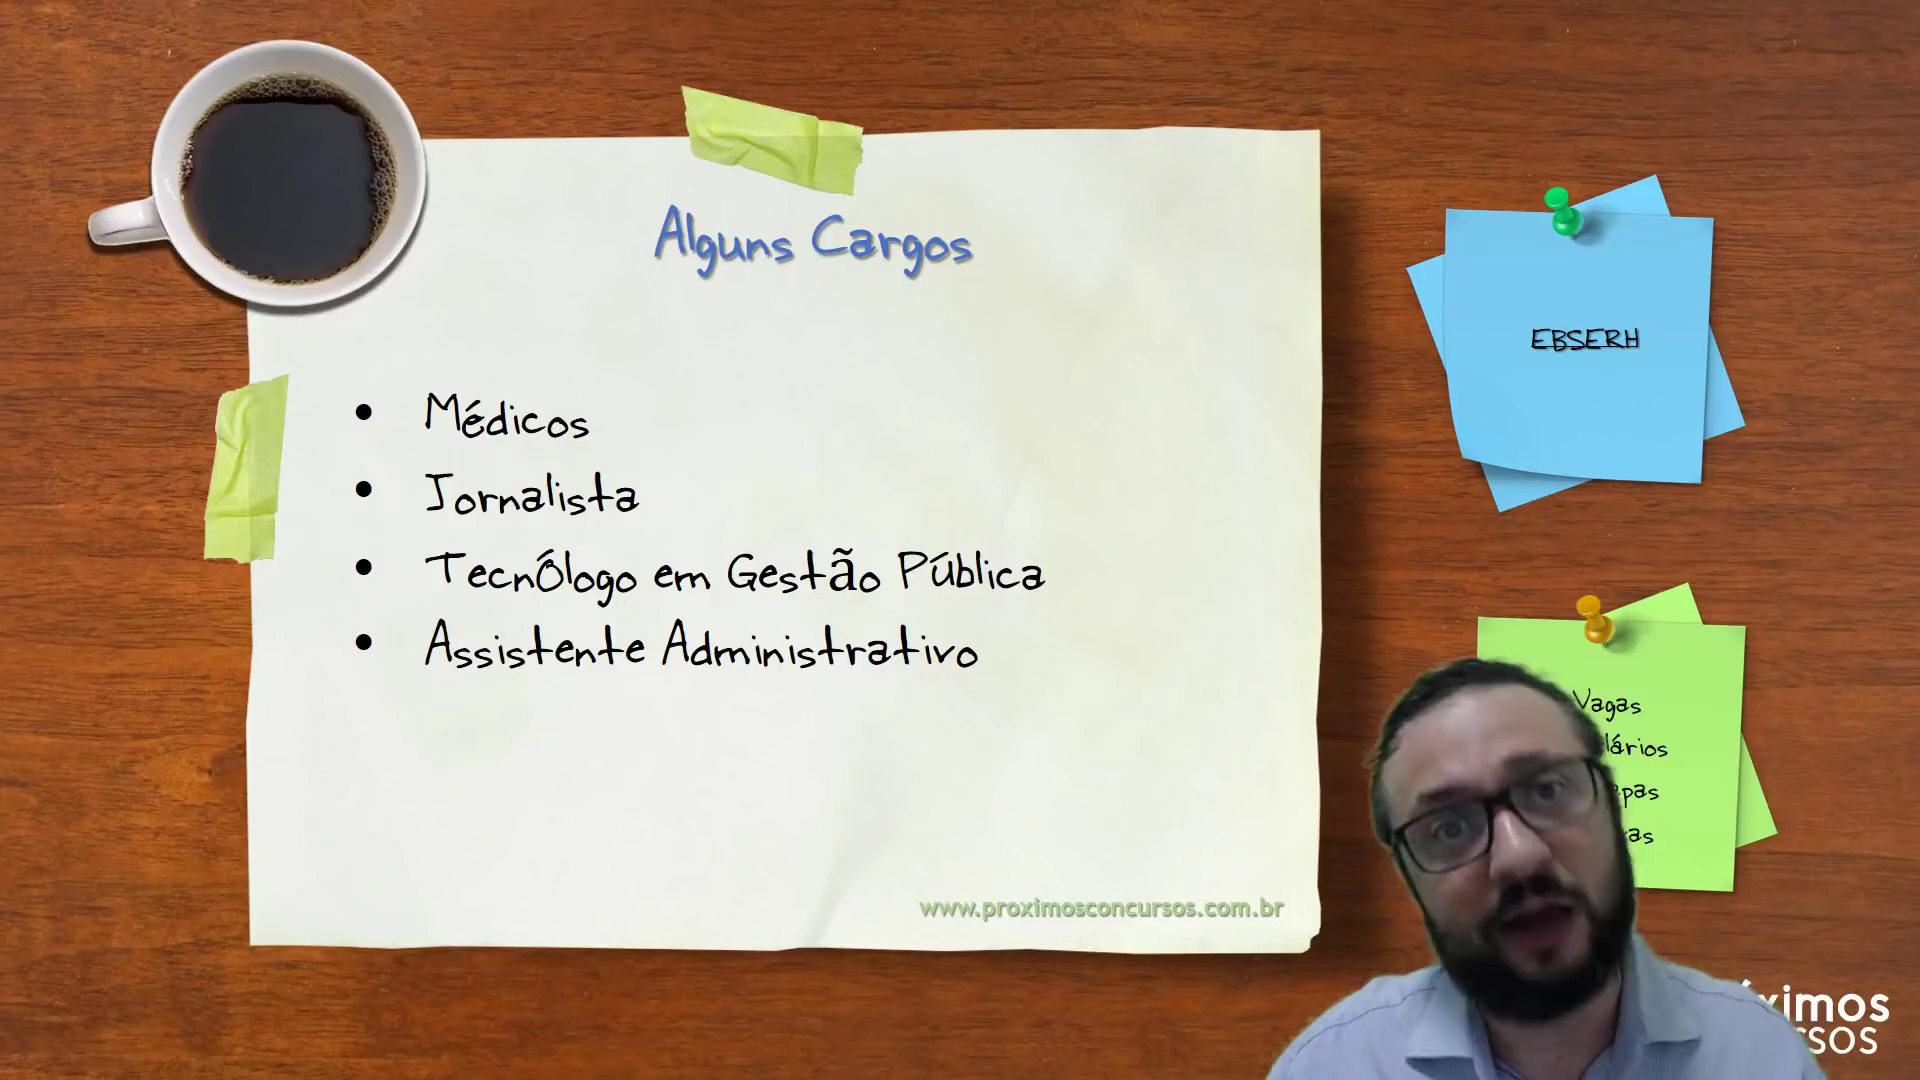 Alguns Cargos
• Médicos
• Jornalista
• TecnÓlogo em Gestão Pública
• Assistente Administrativo
www.proximosconcursos.com.br
EBSERH
Vagas